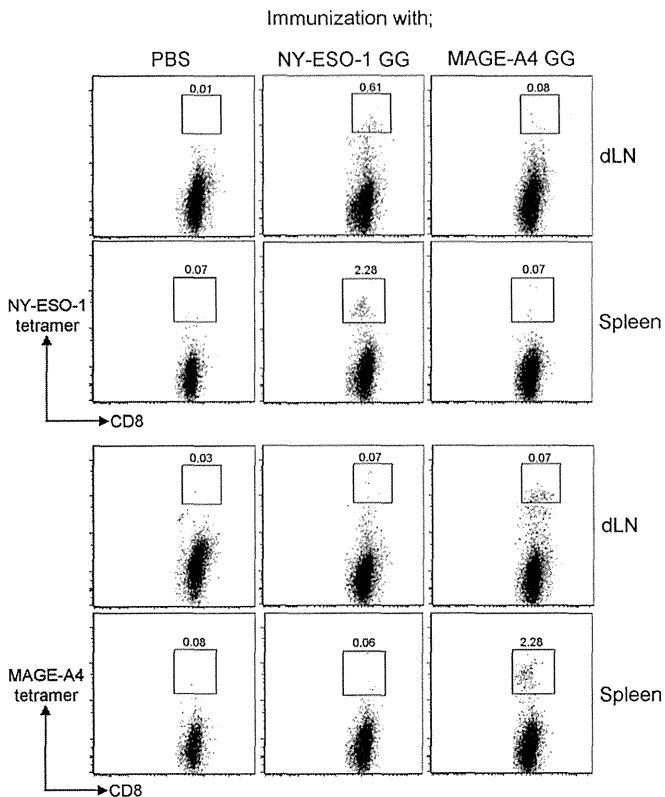 Immunization with;
PBS NY-ESO-1 GG MAGE-A4 GG
0.01 0.61 0.08
dLN
0.07 2.28 0.07
NY-ESO-1
tetramer
Spleen
CD8
0.03 0.07 0.07
dLN
0.08 0.06 2.28
MAGE-A4
tetramer
Spleen
CD8